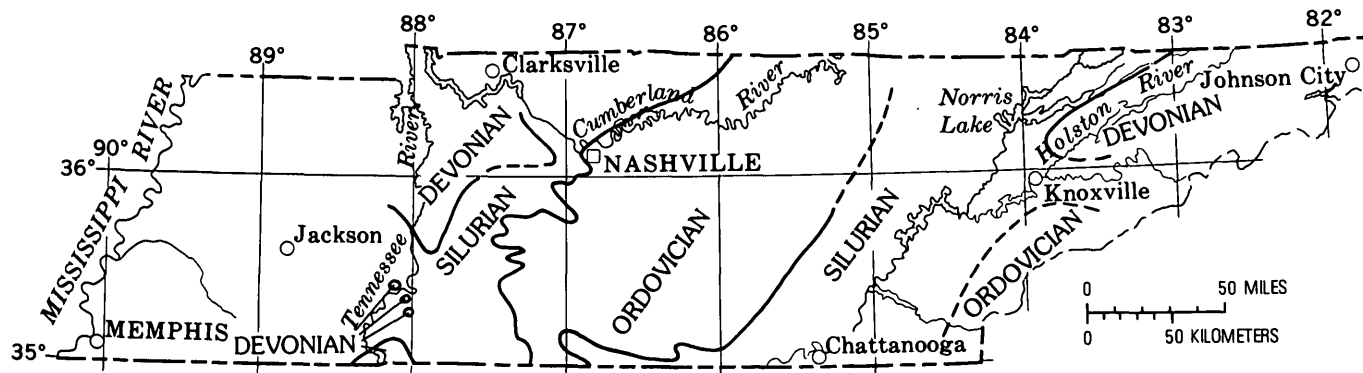 88°
87°
86°
85°
84°
83°
82°
89°
Clarksville
Cumberland
River
Norris
Lake
Holston
River
Johnson City
DEVONIAN
MISSISSIPPI RIVER
River
DEVONIAN
36°
90°
NASHVILLE
Knoxville
Jackson
SILURIAN
ORDOVICIAN
SILURIAN
ORDOVICIAN
Tennessee
0 50 MILES
0 50 KILOMETERS
MEMPHIS
DEVONIAN
35°
Chattanooga